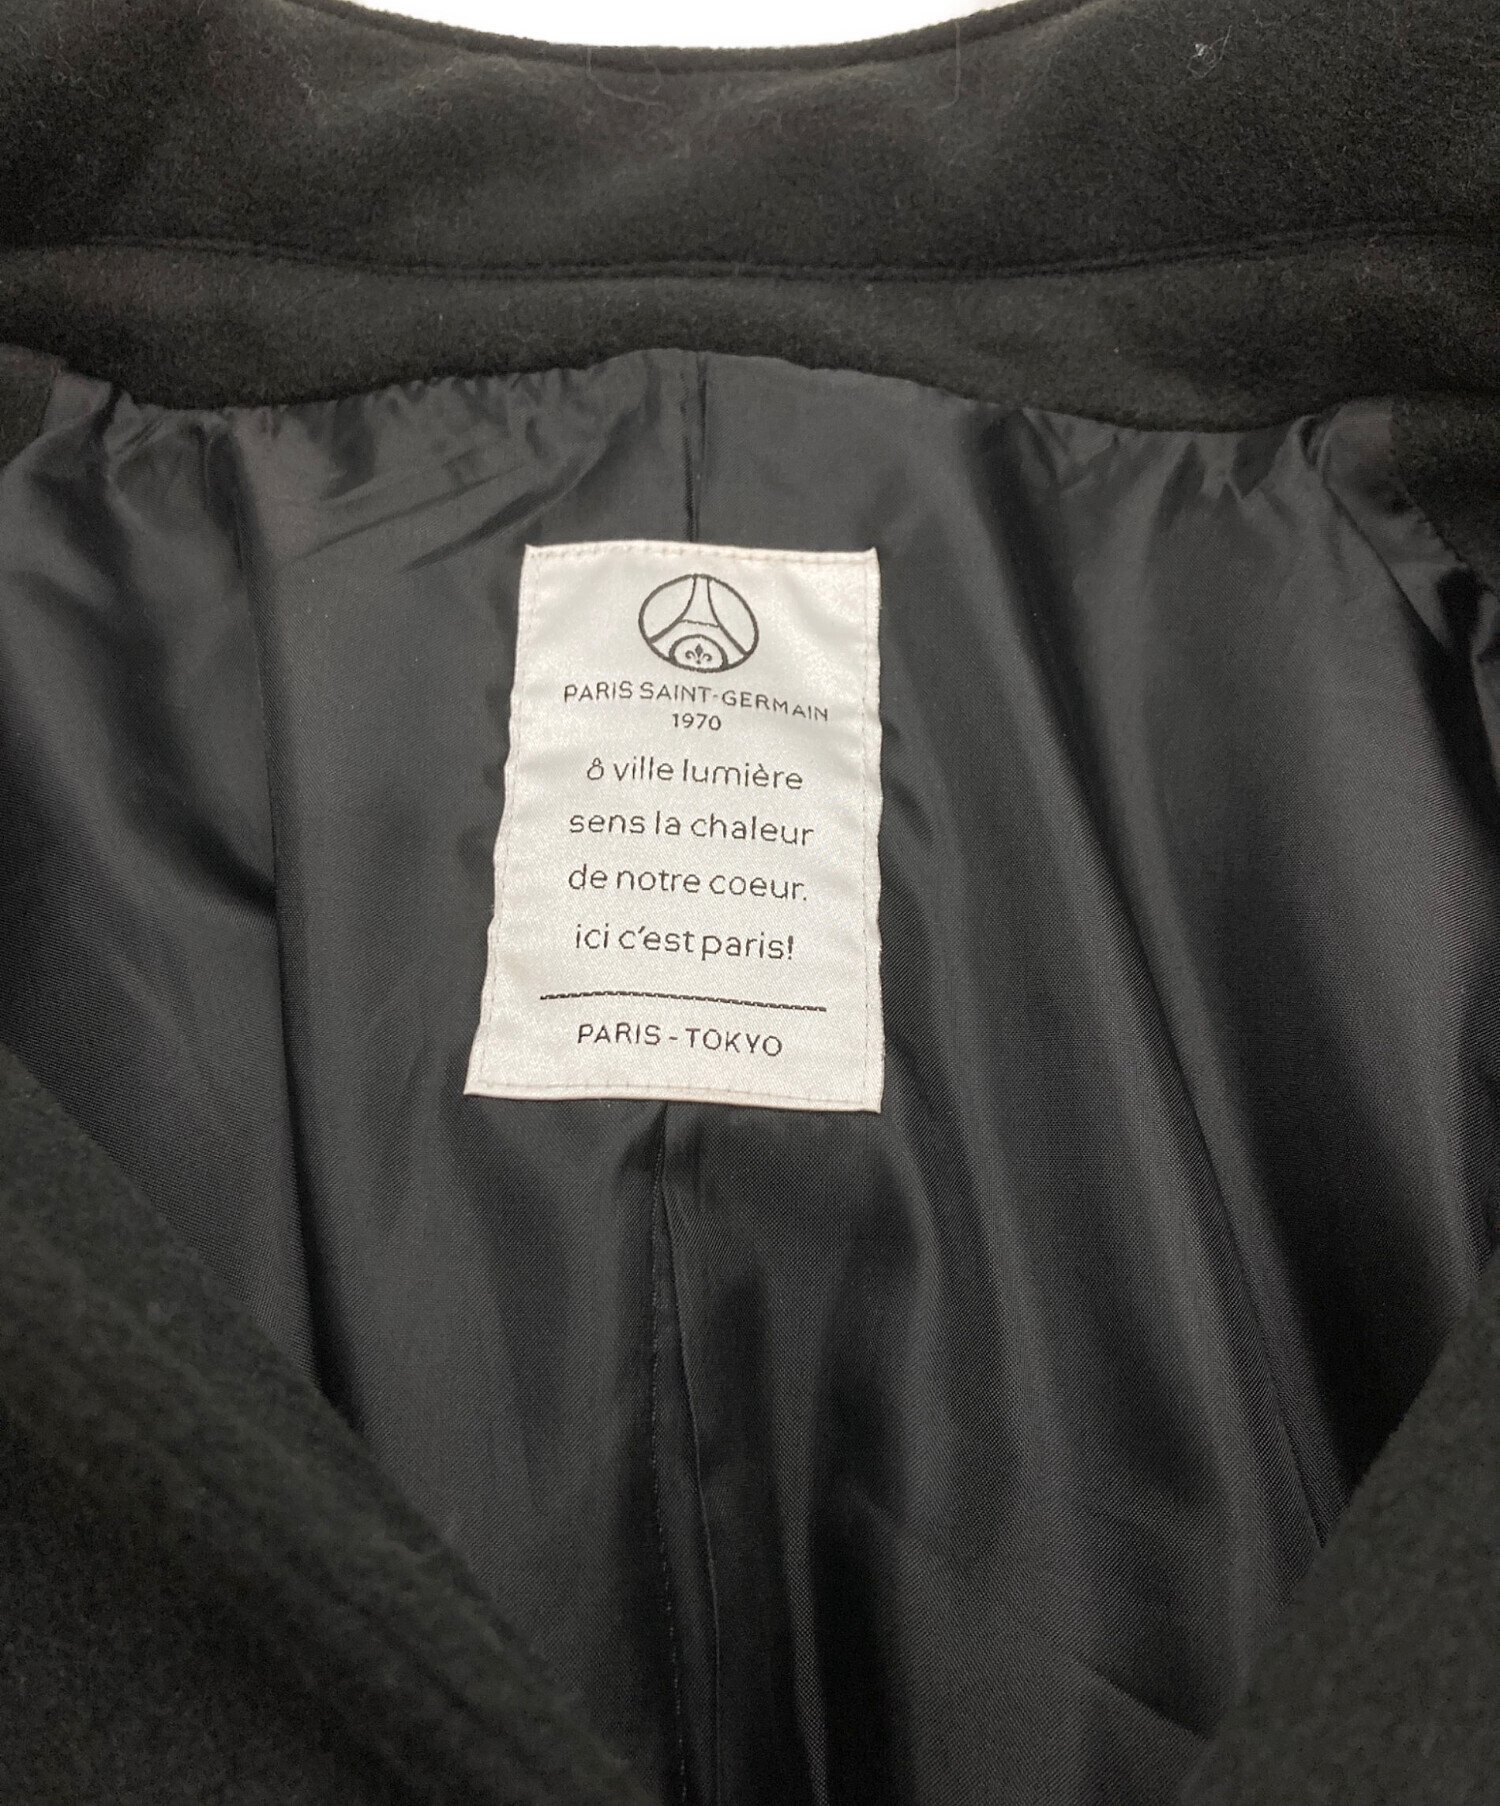 PARIS SAINT-GERMAIN
1970
ô ville lumière
sens la chaleur
de notre coeur.
ici c'est paris!
PARIS - TOKYO